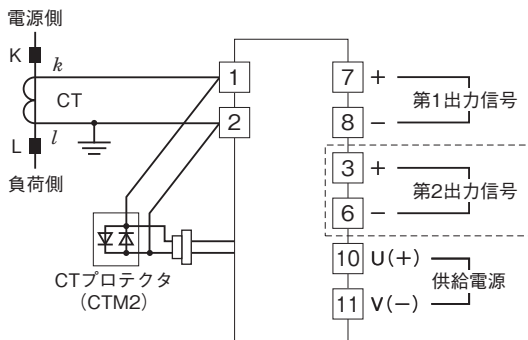 電源側
K
k
CT
l
L
負荷側
1
2
CTプロテクタ
(CTM2)
7 +
8 −
第1出力信号
3 +
6 −
第2出力信号
10 U(+)
11 V(−)
供給電源